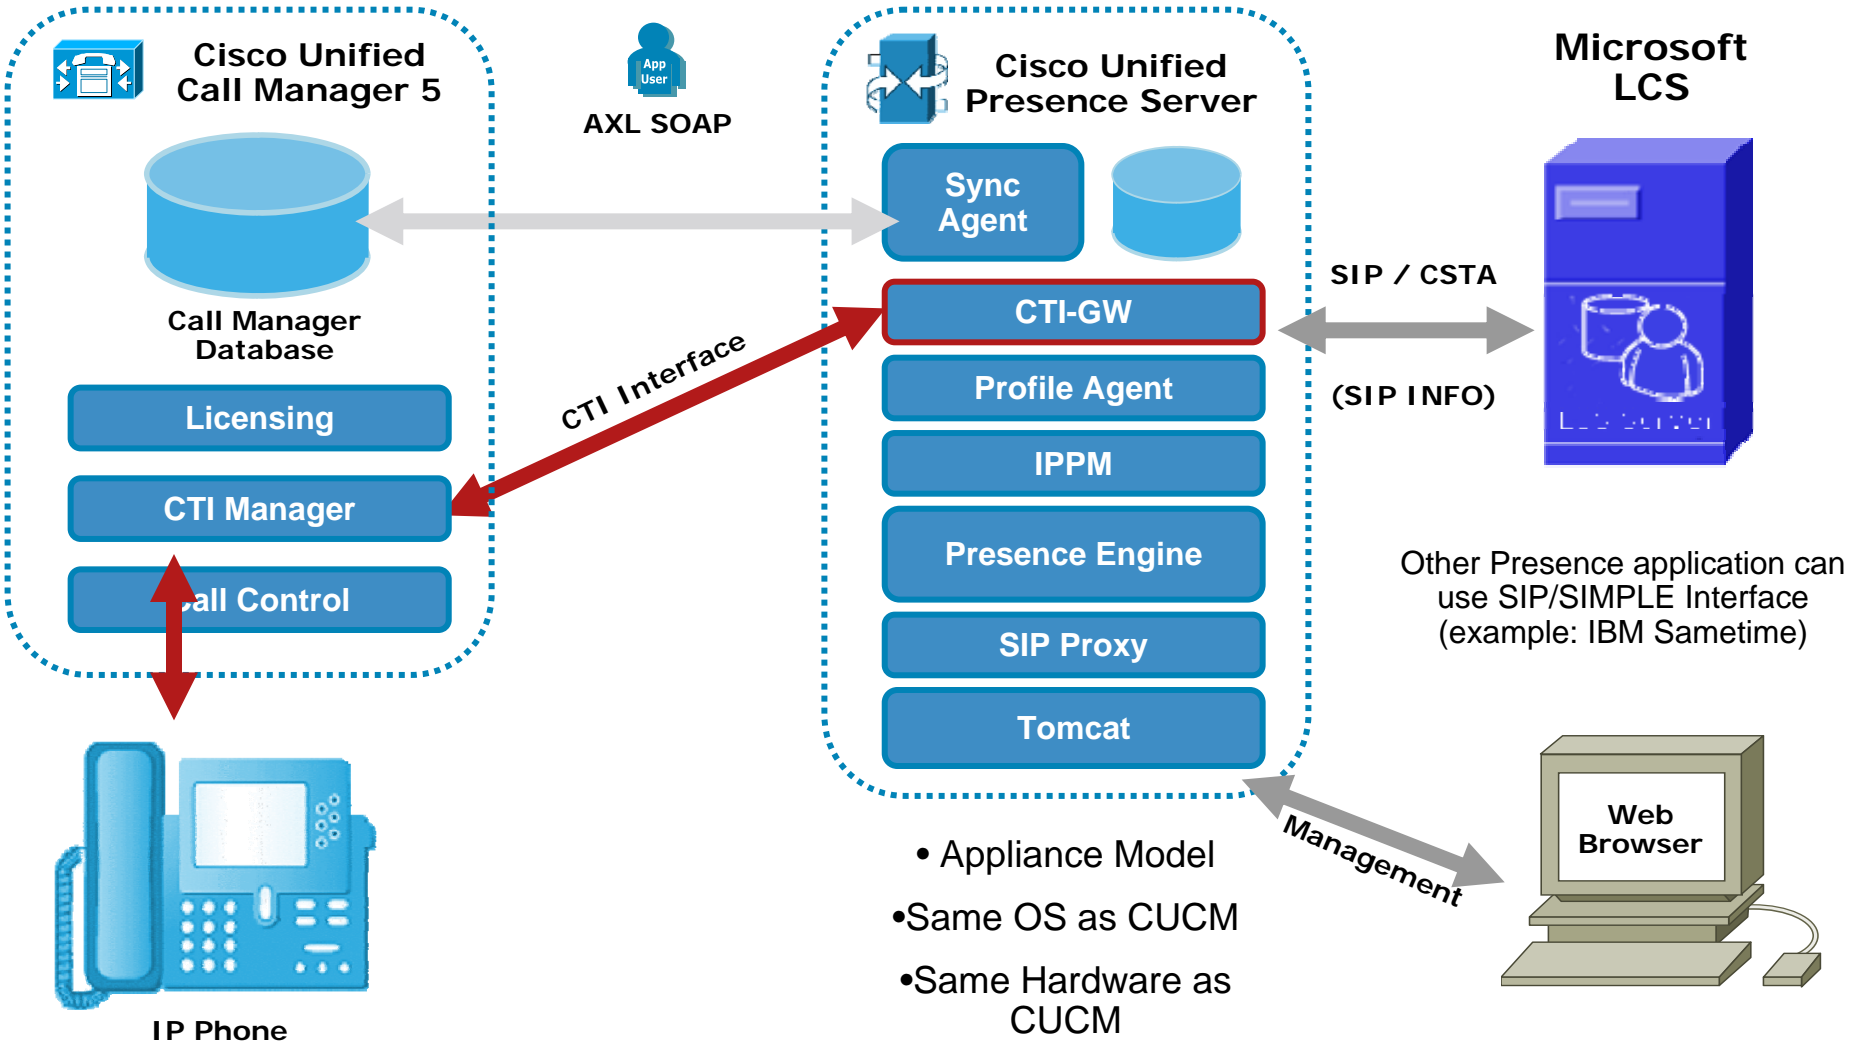 Cisco Unified
Call Manager 5
App
User
AXL SOAP
Cisco Unified
Presence Server
Microsoft
LCS
Sync
Agent
Call Manager
Database
CTI-GW
SIP / CSTA
CTI Interface
Profile Agent
(SIP INFO)
Licensing
IPPM
CTI Manager
Presence Engine
Call Control
SIP Proxy
Tomcat
Other Presence application can
use SIP/SIMPLE Interface
(example: IBM Sametime)
Web
Browser
Management
• Appliance Model
•Same OS as CUCM
•Same Hardware as
CUCM
IP Phone